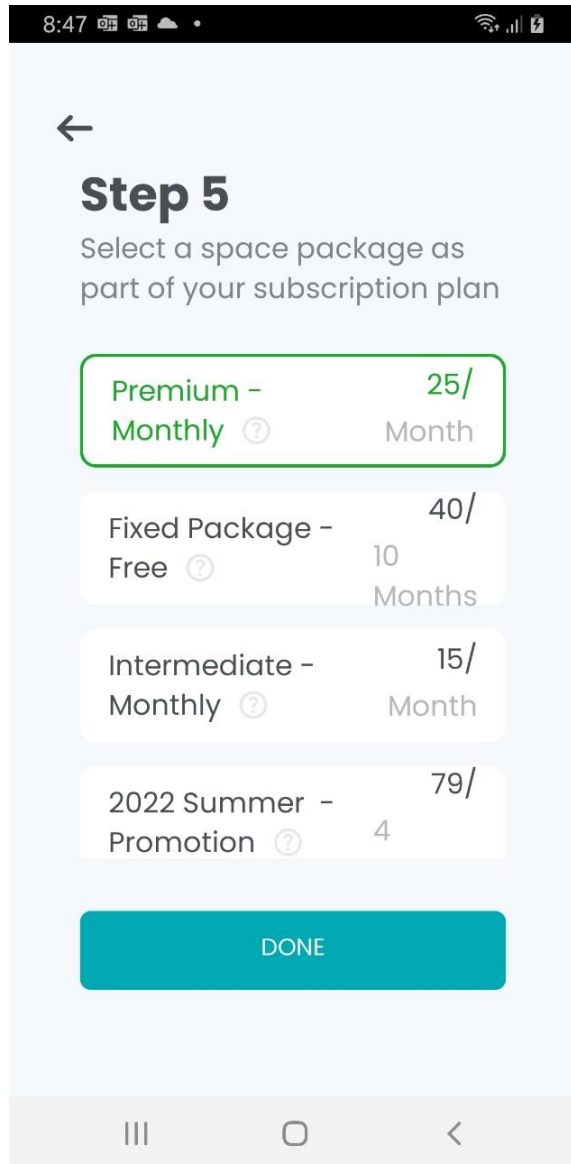 8:47
Step 5
Select a space package as
part of your subscription plan
Premium -
Monthly ?
25/
Month
Fixed Package -
Free ?
40/
10
Months
Intermediate -
Monthly ?
15/
Month
2022 Summer -
Promotion ?
79/
4
DONE